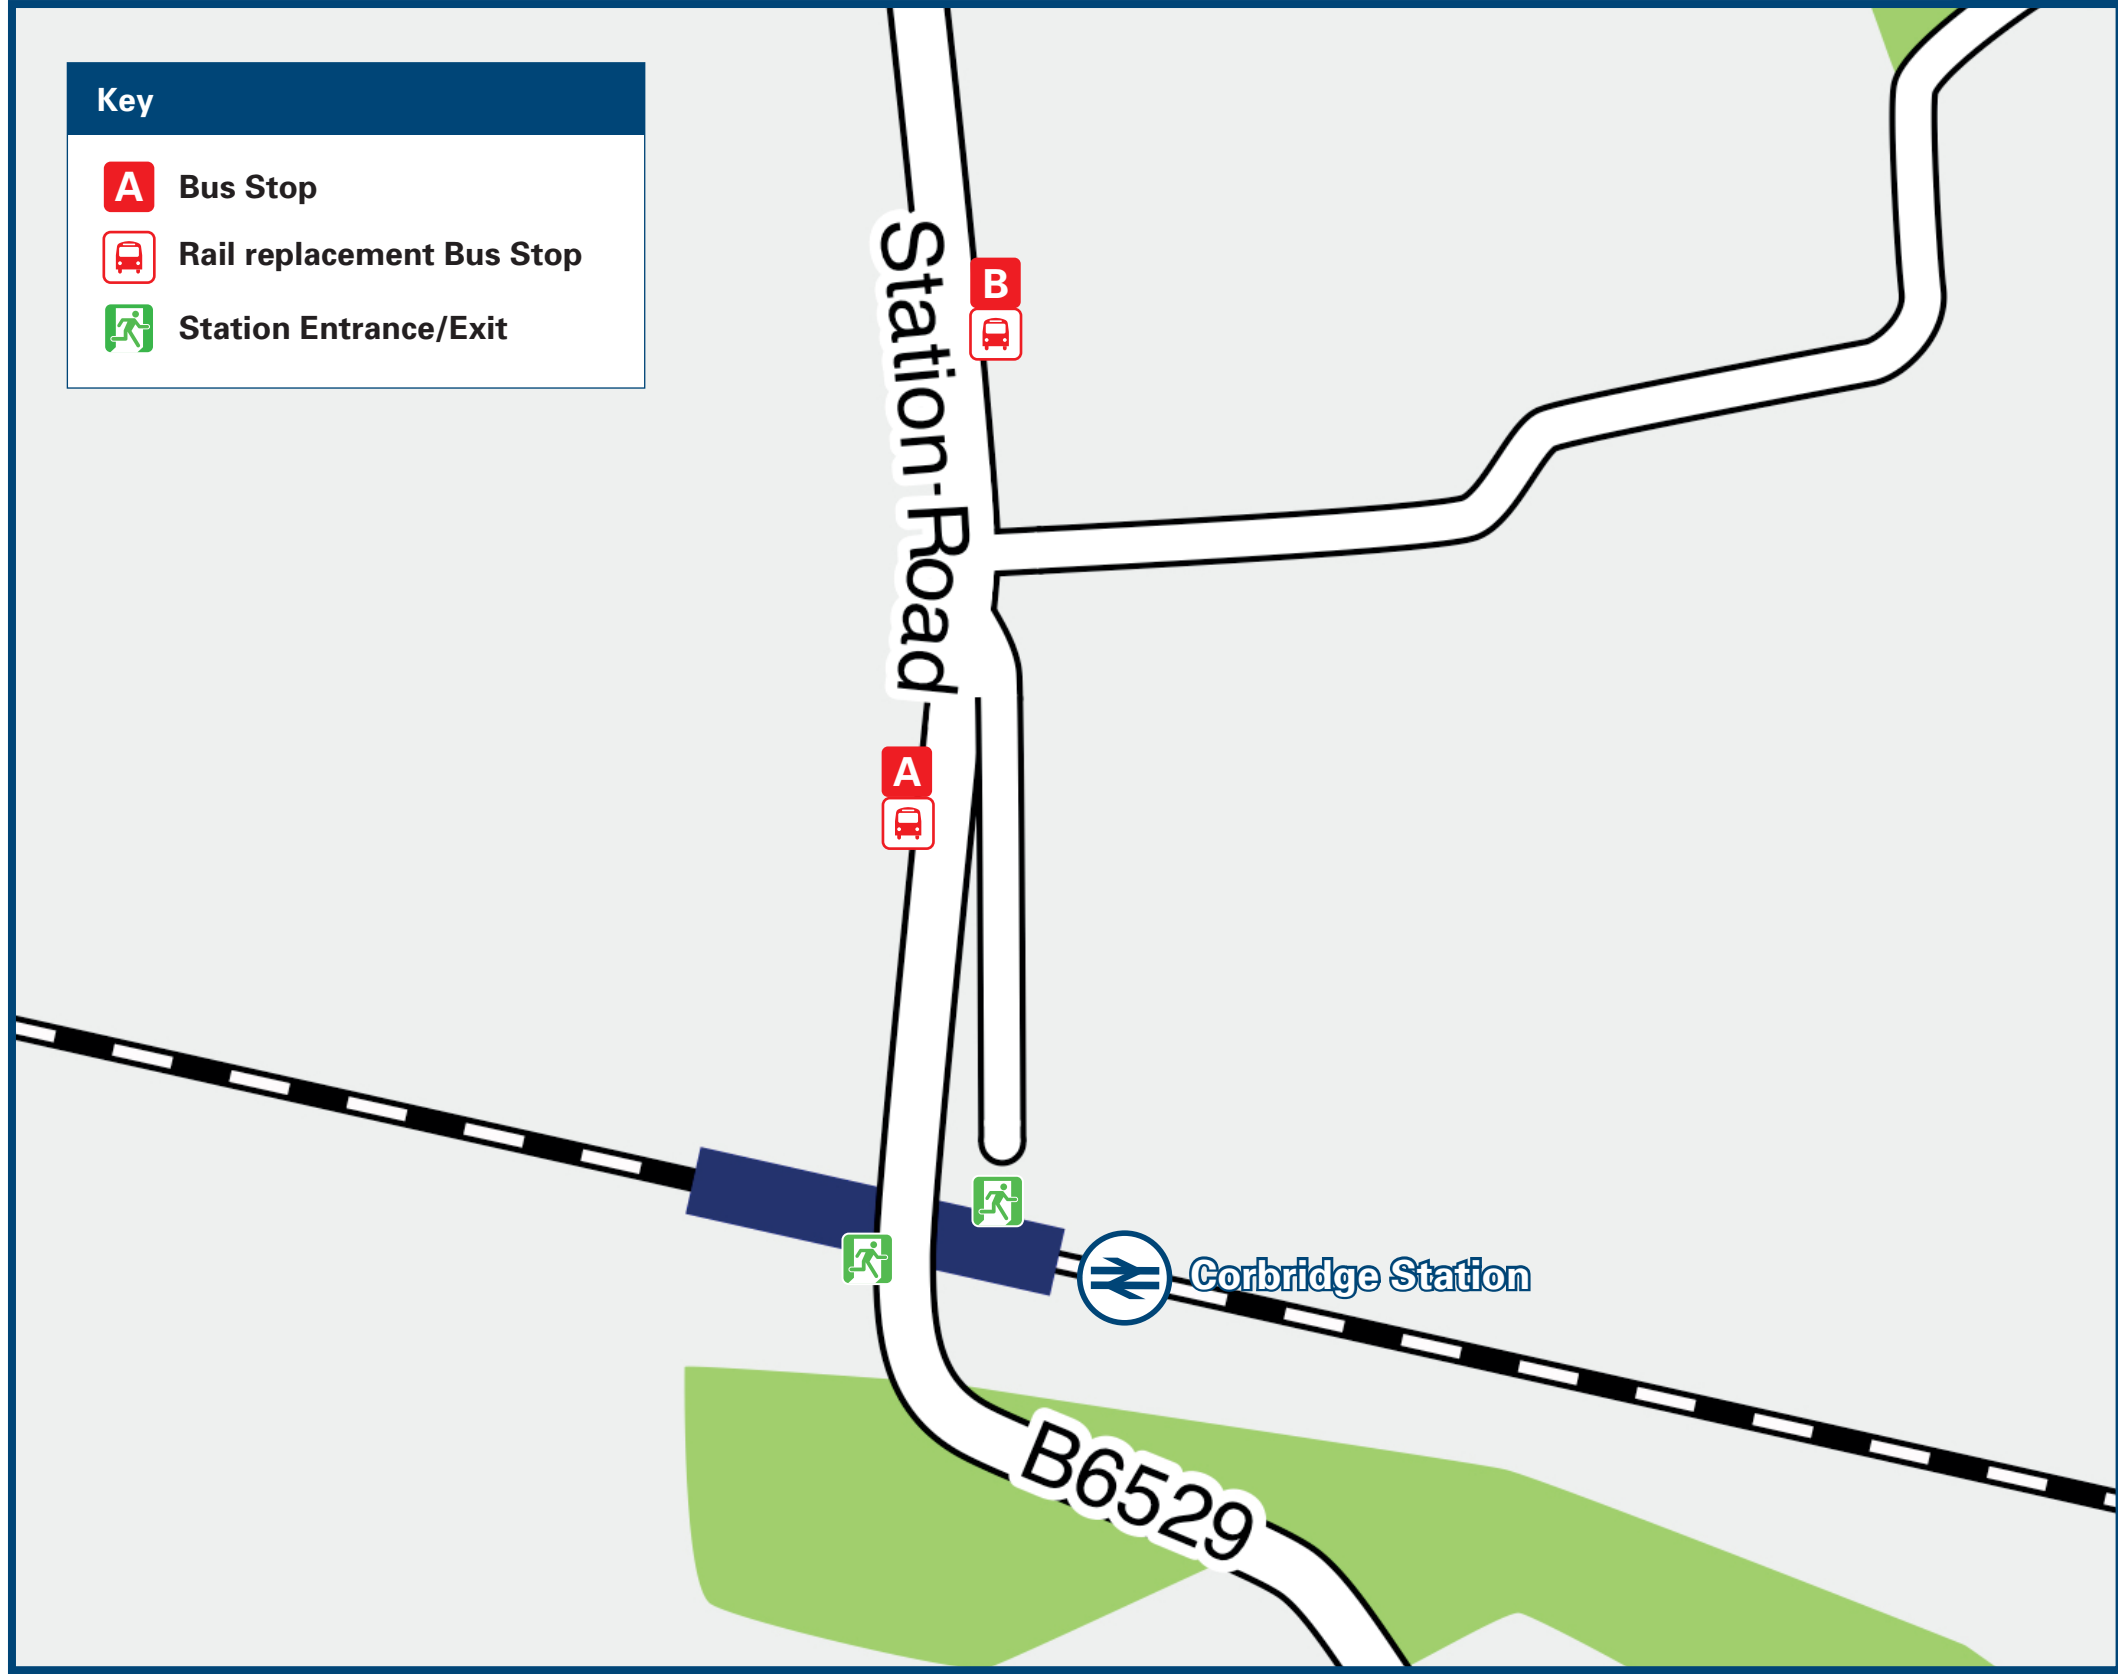 Key
A Bus Stop
Rail replacement Bus Stop
Station Entrance/Exit
Station Road
B
A
Corbridge Station
B6529